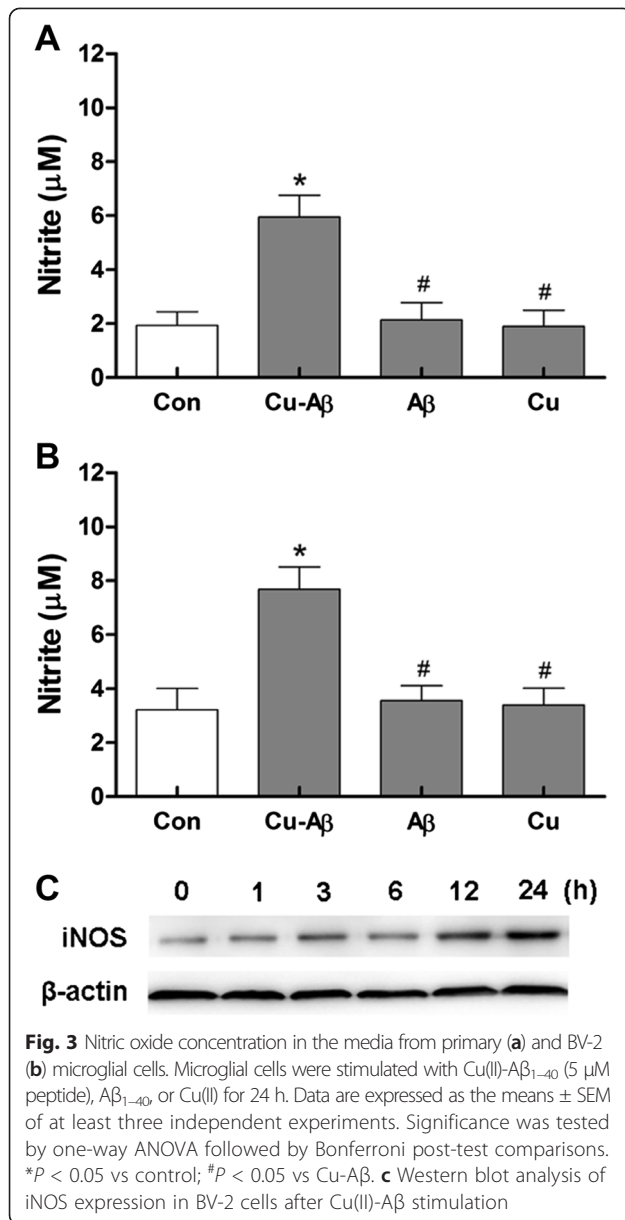 A
12
10
8
6
4
2
0
Nitrite (μM)
*
#
#
Con Cu-Aβ Aβ Cu
B
12
10
8
6
4
2
0
Nitrite (μM)
*
#
#
Con Cu-Aβ Aβ Cu
C 0 1 3 6 12 24 (h)
iNOS
β-actin
Fig. 3 Nitric oxide concentration in the media from primary (a) and BV-2
(b) microglial cells. Microglial cells were stimulated with Cu(II)-Aβ1–40 (5 μM
peptide), Aβ1–40, or Cu(II) for 24 h. Data are expressed as the means ± SEM
of at least three independent experiments. Significance was tested
by one-way ANOVA followed by Bonferroni post-test comparisons.
*P < 0.05 vs control; #P < 0.05 vs Cu-Aβ. c Western blot analysis of
iNOS expression in BV-2 cells after Cu(II)-Aβ stimulation